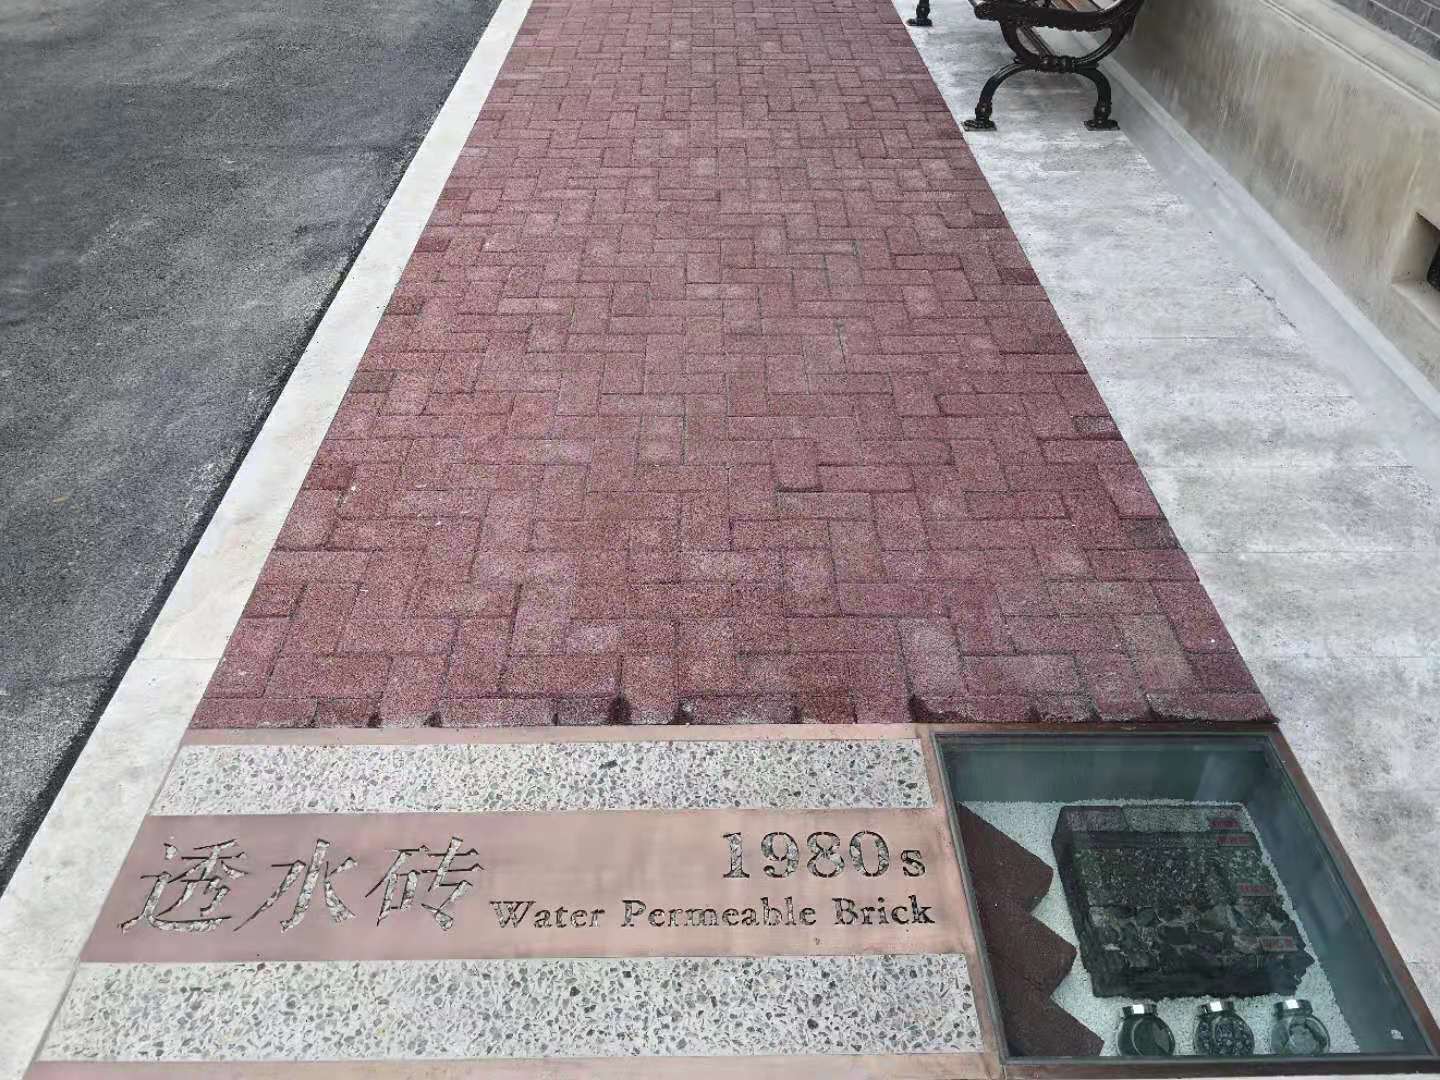 透水砖
1980s
Water Permeable Brick